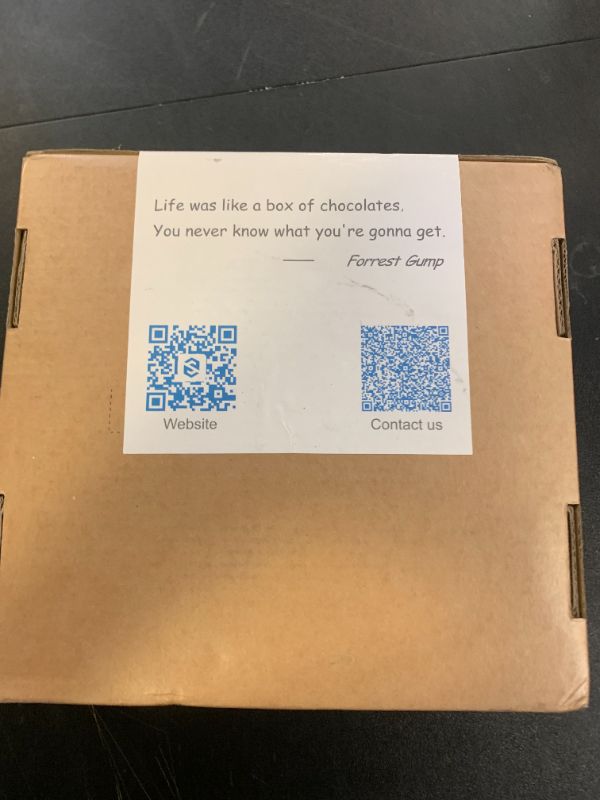 Life was like a box of chocolates.
You never know what you're gonna get.
—— Forrest Gump
Website
Contact us